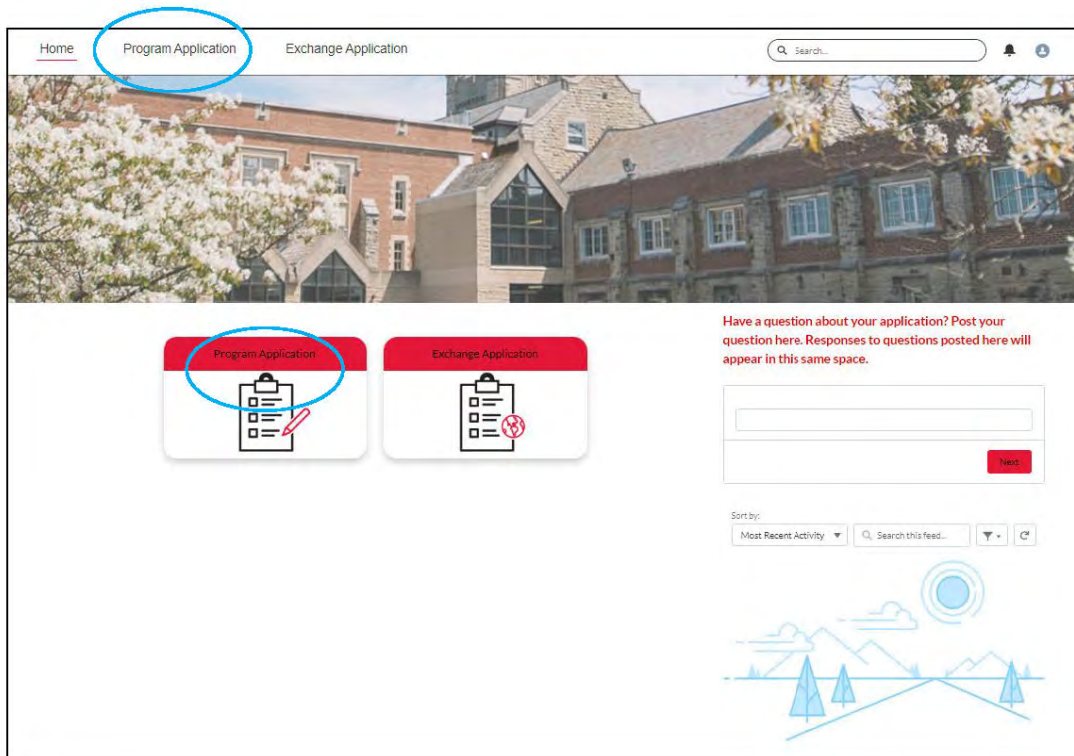 Home Program Application Exchange Application Search...
Program Application Exchange Application
Have a question about your application? Post your
question here. Responses to questions posted here will
appear in this same space.
Next
Sort by:
Most Recent Activity Search this feed...